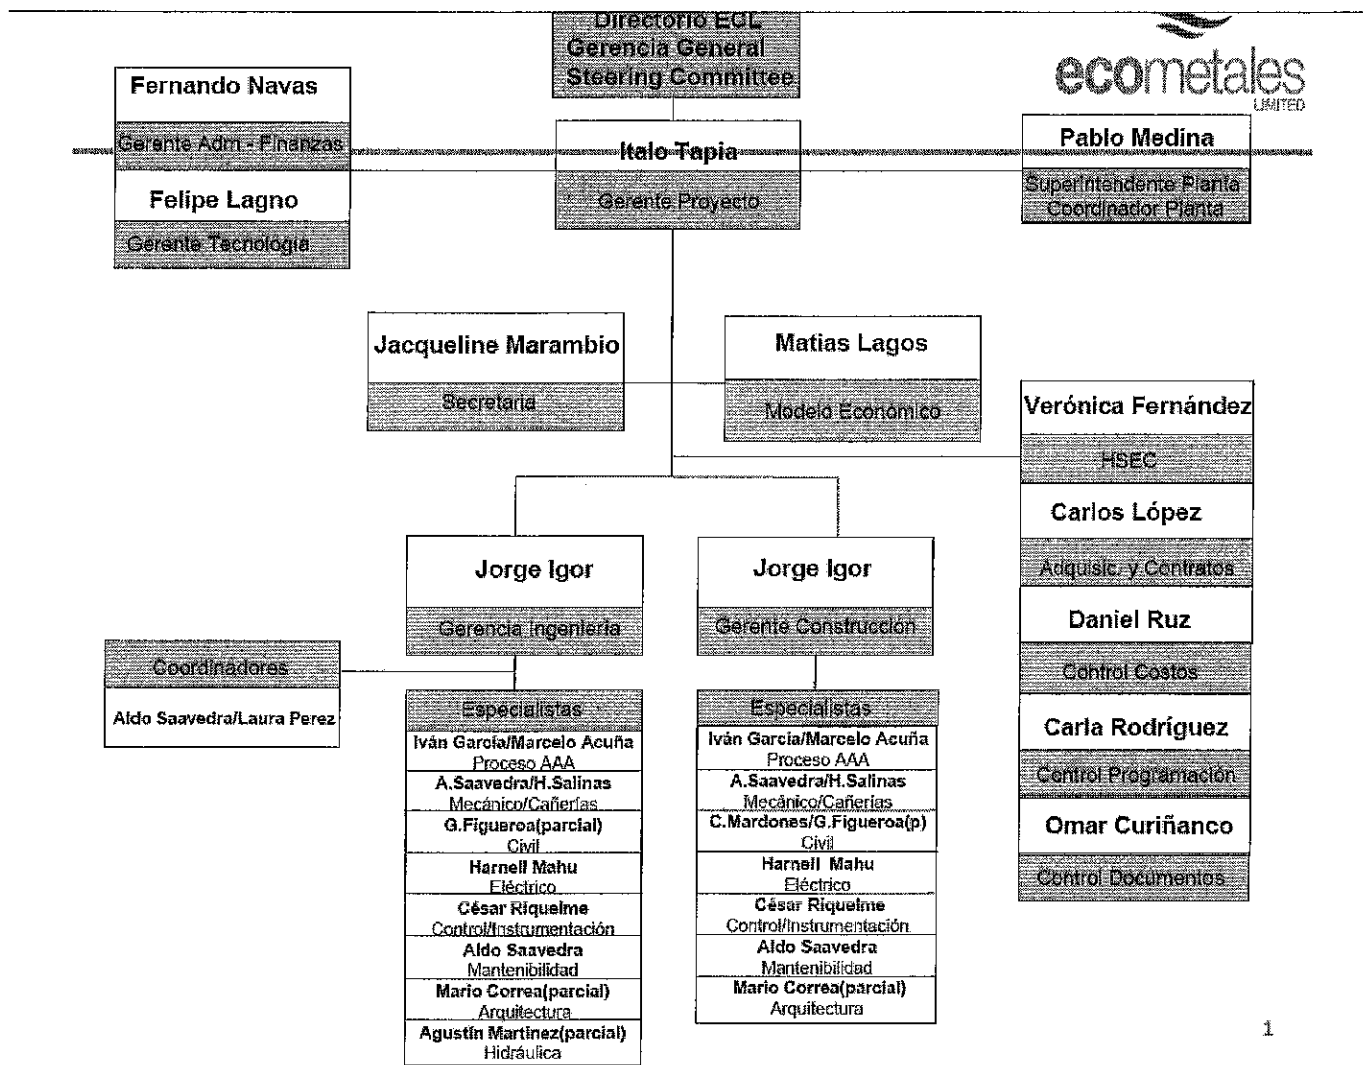 Directorio ECL
Gerencia General
Steering Committee
ecometales
LIMITED
Fernando Navas
Gerente Adm - Finanzas
Felipe Lagno
Gerente Tecnología
Italo Tapia
Gerente Proyecto
Pablo Medina
Superintendente Planta
Coordinador Planta
Jacqueline Marambio
Secretaria
Matias Lagos
Modelo Económico
Verónica Fernández
HSEC
Carlos López
Adquisic. y Contratos
Daniel Ruz
Control Costos
Carla Rodríguez
Control Programación
Omar Curiñanco
Control Documentos
Jorge Igor
Gerencia Ingeniería
Jorge Igor
Gerente Construcción
Coordinadores
Aldo Saavedra/Laura Perez
Especialistas
Iván García/Marcelo Acuña
Proceso AAA
A.Saavedra/H.Salinas
Mecánico/Cañerías
G.Figueroa(parcial)
Civil
Harnell Mahu
Eléctrico
César Riquelme
Control/Instrumentación
Aldo Saavedra
Mantenibilidad
Mario Correa(parcial)
Arquitectura
Agustín Martinez(parcial)
Hidráulica
Especialistas
Iván García/Marcelo Acuña
Proceso AAA
A.Saavedra/H.Salinas
Mecánico/Cañerías
C.Mardones/G.Figueroa(p)
Civil
Harnell Mahu
Eléctrico
César Riquelme
Control/Instrumentación
Aldo Saavedra
Mantenibilidad
Mario Correa(parcial)
Arquitectura
1